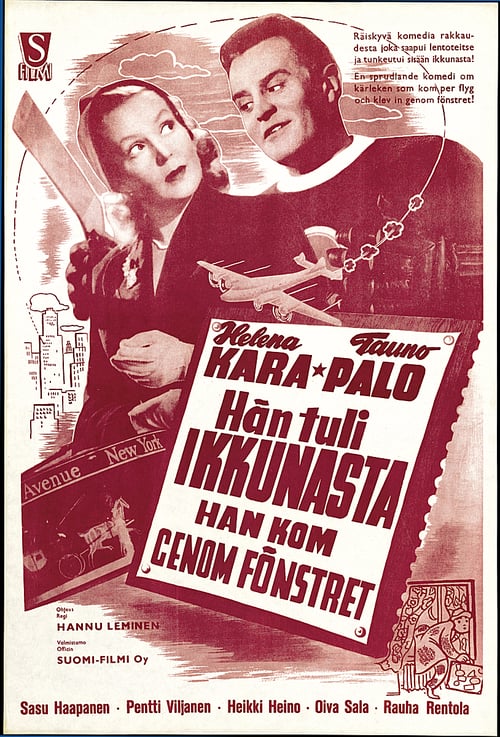 S
FILMI
Räiskyvä komedia rakkau-
desta joka saapui lentoteitse
ja tunkeutui sisään ikkunasta!
En sprudlande komedi om
kärleken som kom per flyg
och klev in genom fönstret!
Helena Tauno
KARA ★ PALO
Hän tuli
IKKUNASTA
HAN KOM
GENOM FÖNSTRET
Avenue - New York
Ohjaus
Regi
HANNU LEMINEN
Valmistamo
Officin
SUOMI-FILMI Oy
Sasu Haapanen · Pentti Viljanen · Heikki Heino · Oiva Sala · Rauha Rentola